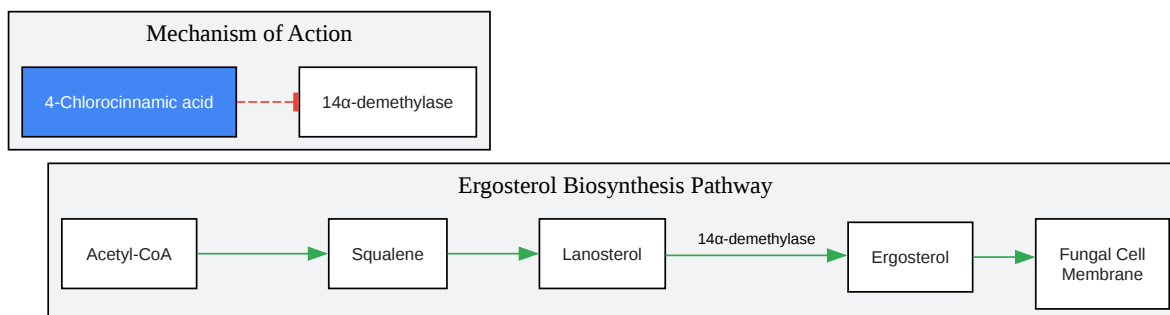 Mechanism of Action
4-Chlorocinnamic acid
14α-demethylase
Ergosterol Biosynthesis Pathway
Acetyl-CoA
Squalene
Lanosterol
14α-demethylase
Ergosterol
Fungal Cell
Membrane